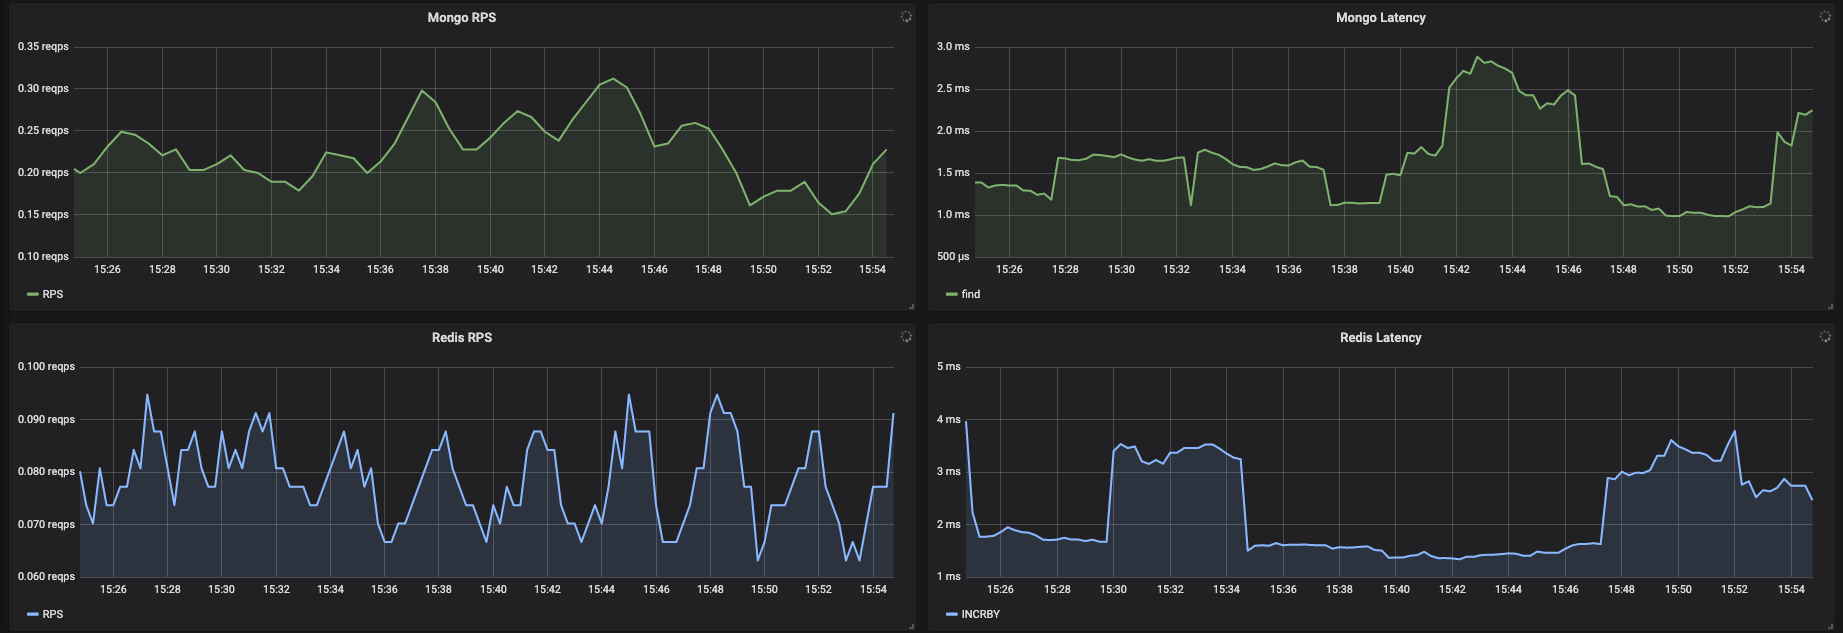 Mongo RPS
0.35 reqps
0.30 reqps
0.25 reqps
0.20 reqps
0.15 reqps
0.10 reqps
15:26 15:28 15:30 15:32 15:34 15:36 15:38 15:40 15:42 15:44 15:46 15:48 15:50 15:52 15:54
RPS
Mongo Latency
3.0 ms
2.5 ms
2.0 ms
1.5 ms
1.0 ms
500 µs
15:26 15:28 15:30 15:32 15:34 15:36 15:38 15:40 15:42 15:44 15:46 15:48 15:50 15:52 15:54
find
Redis RPS
0.100 reqps
0.090 reqps
0.080 reqps
0.070 reqps
0.060 reqps
15:26 15:28 15:30 15:32 15:34 15:36 15:38 15:40 15:42 15:44 15:46 15:48 15:50 15:52 15:54
RPS
Redis Latency
5 ms
4 ms
3 ms
2 ms
1 ms
15:26 15:28 15:30 15:32 15:34 15:36 15:38 15:40 15:42 15:44 15:46 15:48 15:50 15:52 15:54
INCRBY